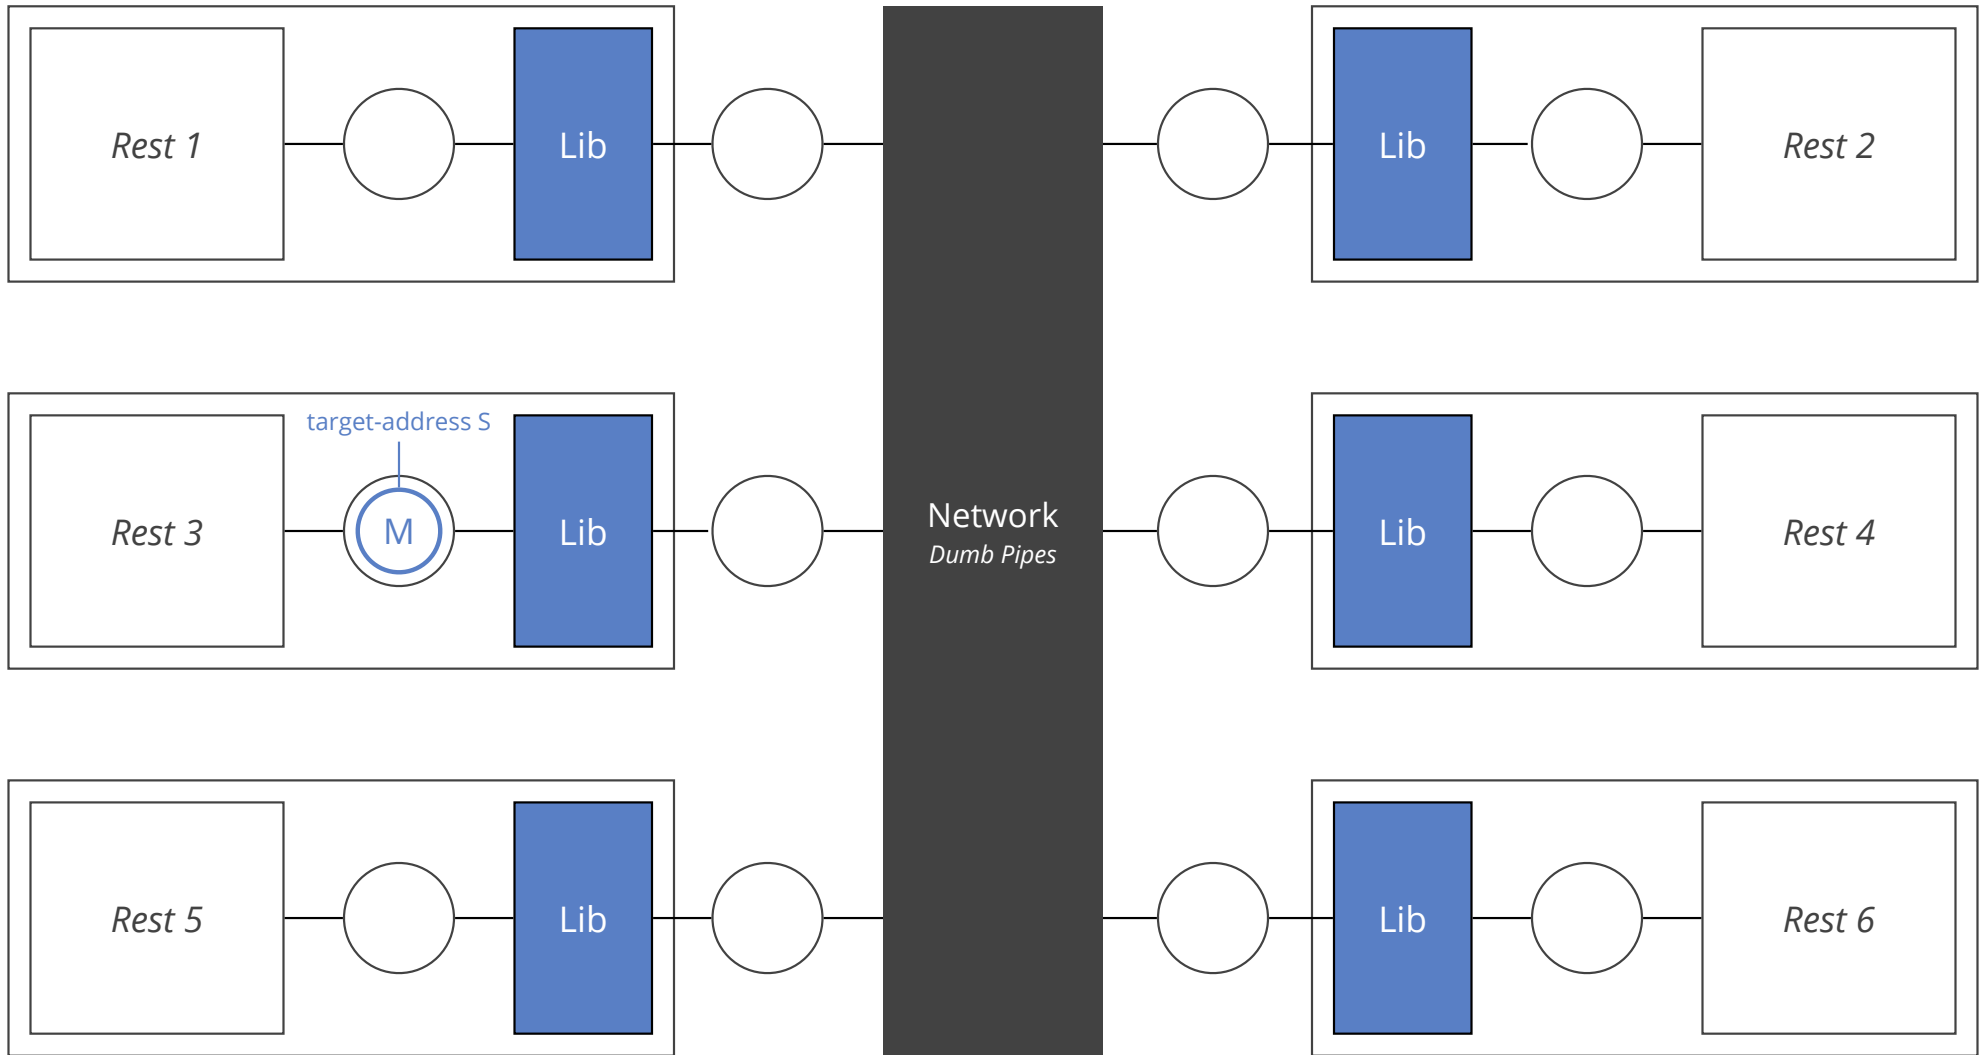 Rest 1
Lib
Lib
Rest 2
target-address S
Rest 3
M
Lib
Network
Dumb Pipes
Lib
Rest 4
Rest 5
Lib
Lib
Rest 6